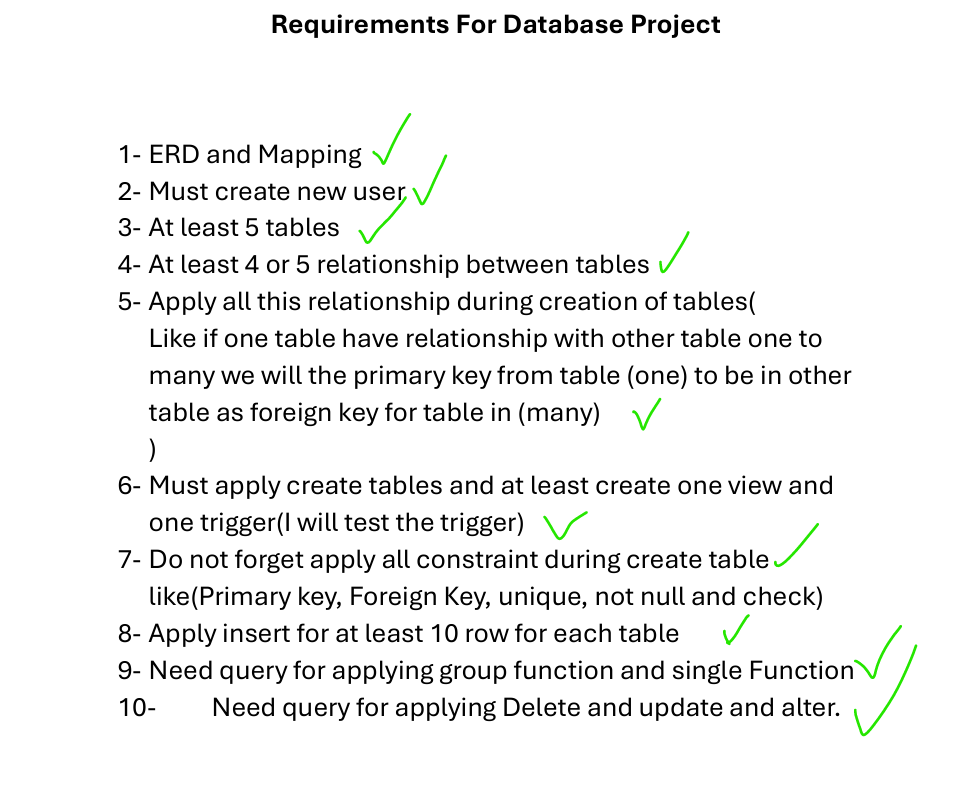 Requirements For Database Project
1- ERD and Mapping
2- Must create new user
3- At least 5 tables
4- At least 4 or 5 relationship between tables
5- Apply all this relationship during creation of tables(
Like if one table have relationship with other table one to
many we will the primary key from table (one) to be in other
table as foreign key for table in (many)
)
6- Must apply create tables and at least create one view and
one trigger(I will test the trigger)
7- Do not forget apply all constraint during create table
like(Primary key, Foreign Key, unique, not null and check)
8- Apply insert for at least 10 row for each table
9- Need query for applying group function and single Function
10- Need query for applying Delete and update and alter.